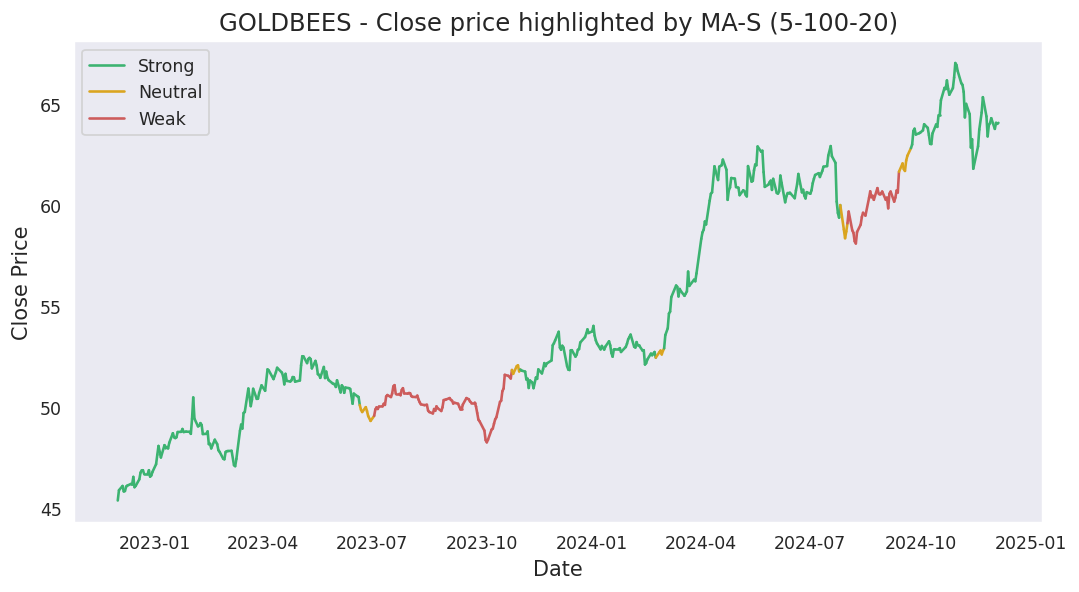 GOLDBEES - Close price highlighted by MA-S (5-100-20)
Strong
Neutral
Weak
Close Price
65
60
55
50
45
2023-01 2023-04 2023-07 2023-10 2024-01 2024-04 2024-07 2024-10 2025-01
Date